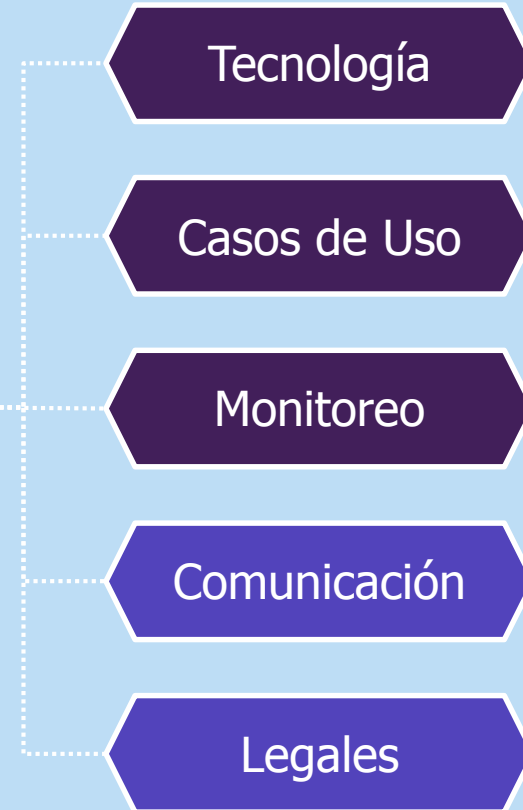 Tecnología
Casos de Uso
Monitoreo
Comunicación
Legales